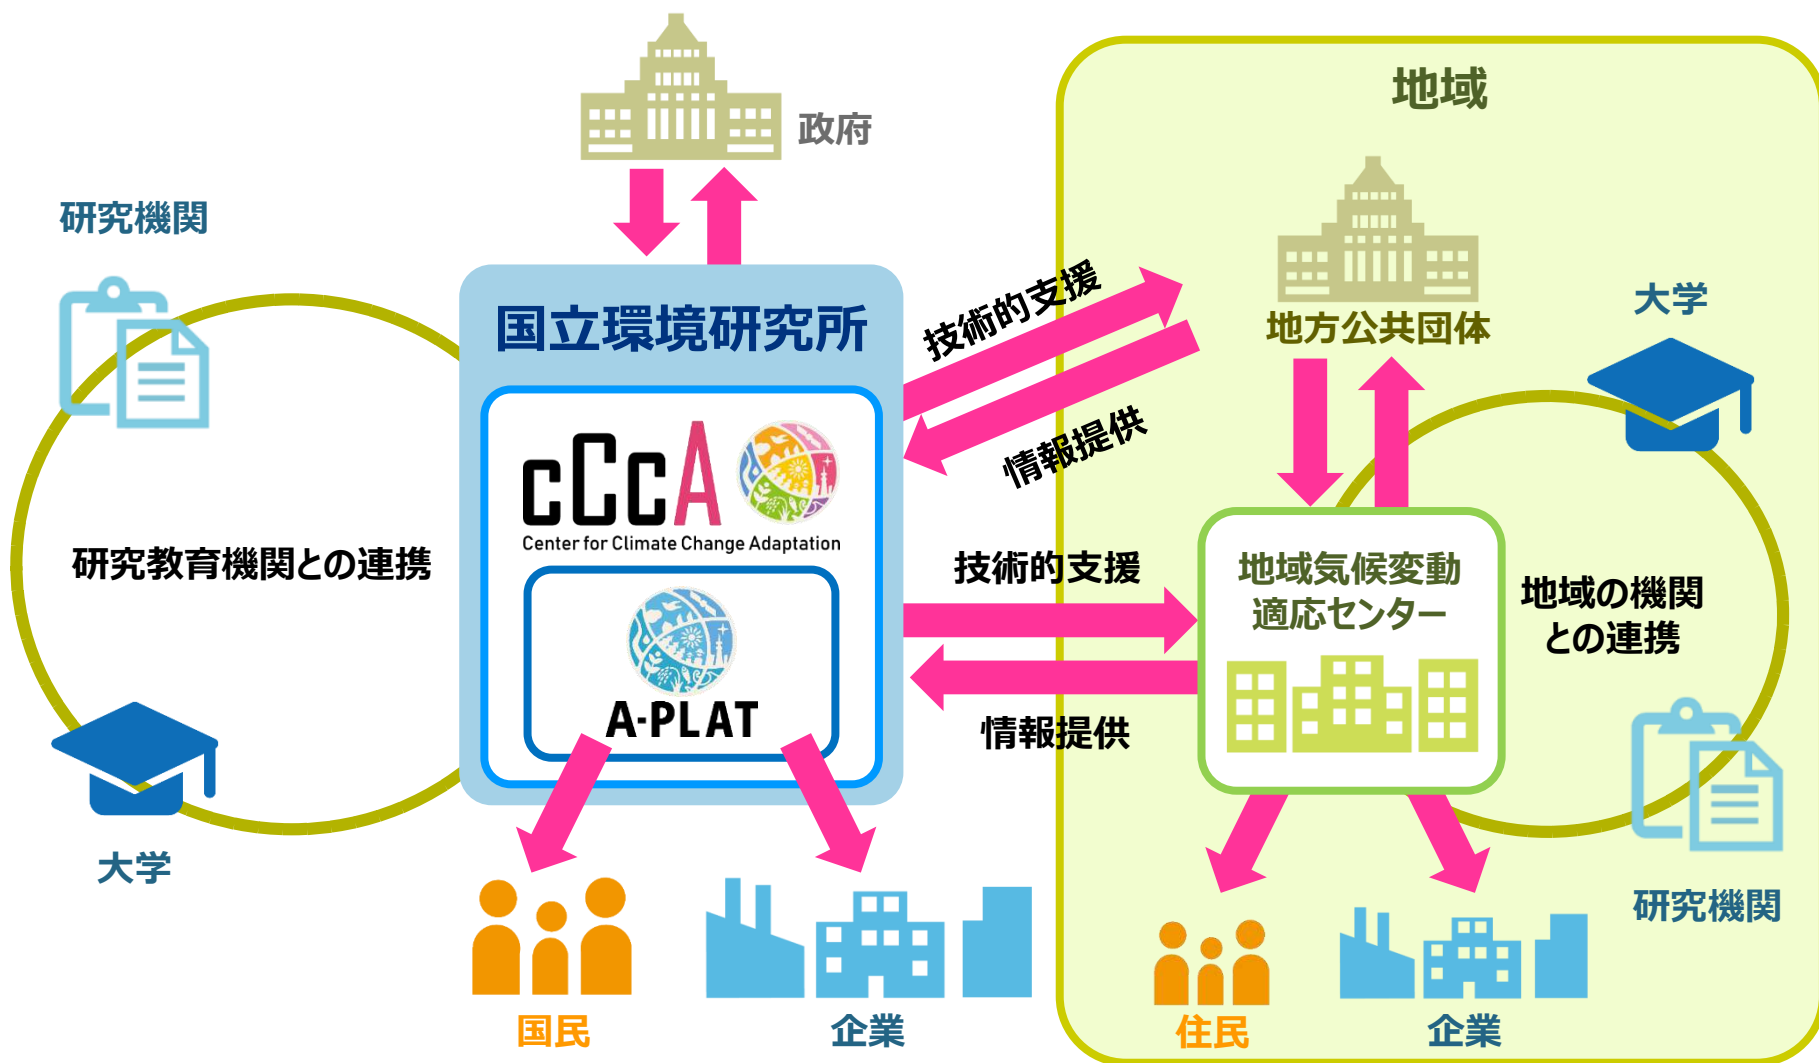 政府
地域
研究機関
国立環境研究所
技術的支援
情報提供
地方公共団体
大学
cCcA
Center for Climate Change Adaptation
研究教育機関との連携
技術的支援
情報提供
地域気候変動
適応センター
地域の機関
との連携
A-PLAT
大学
研究機関
国民
企業
住民
企業